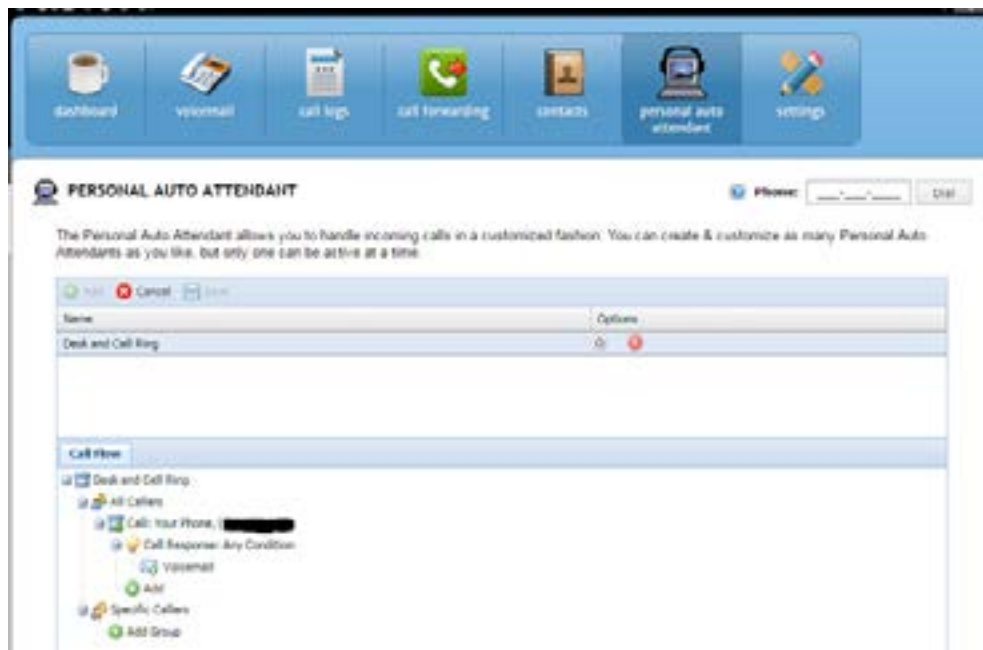 dashboard
voicemail
call logs
call forwarding
contacts
personal auto
attendant
settings
PERSONAL AUTO ATTENDANT
Phone: ___-___-____ Dial
The Personal Auto Attendant allows you to handle incoming calls in a customized fashion. You can create & customize as many Personal Auto
Attendants as you like, but only one can be active at a time.
Add Cancel Save
Name Options
Desk and Cell Ring
Call Flow
Desk and Cell Ring
All Callers
Call: Your Phone,
Call Response: Any Condition
Voicemail
Add
Specific Callers
Add Group